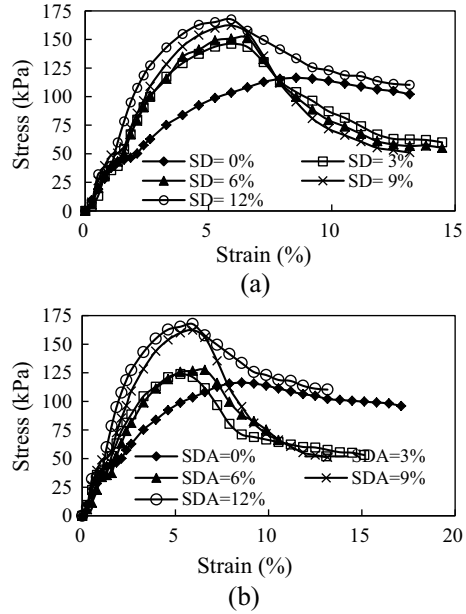 175
150
125
100
75
50
25
0
Stress (kPa)
SD= 0% SD= 3%
SD= 6% SD= 9%
SD= 12%
0 5 10 15
Strain (%)
(a)
175
150
125
100
75
50
25
0
Stress (kPa)
SDA=0% DA=3%
SDA=6% SDA=9%
SDA=12%
0 5 10 15 20
Strain (%)
(b)